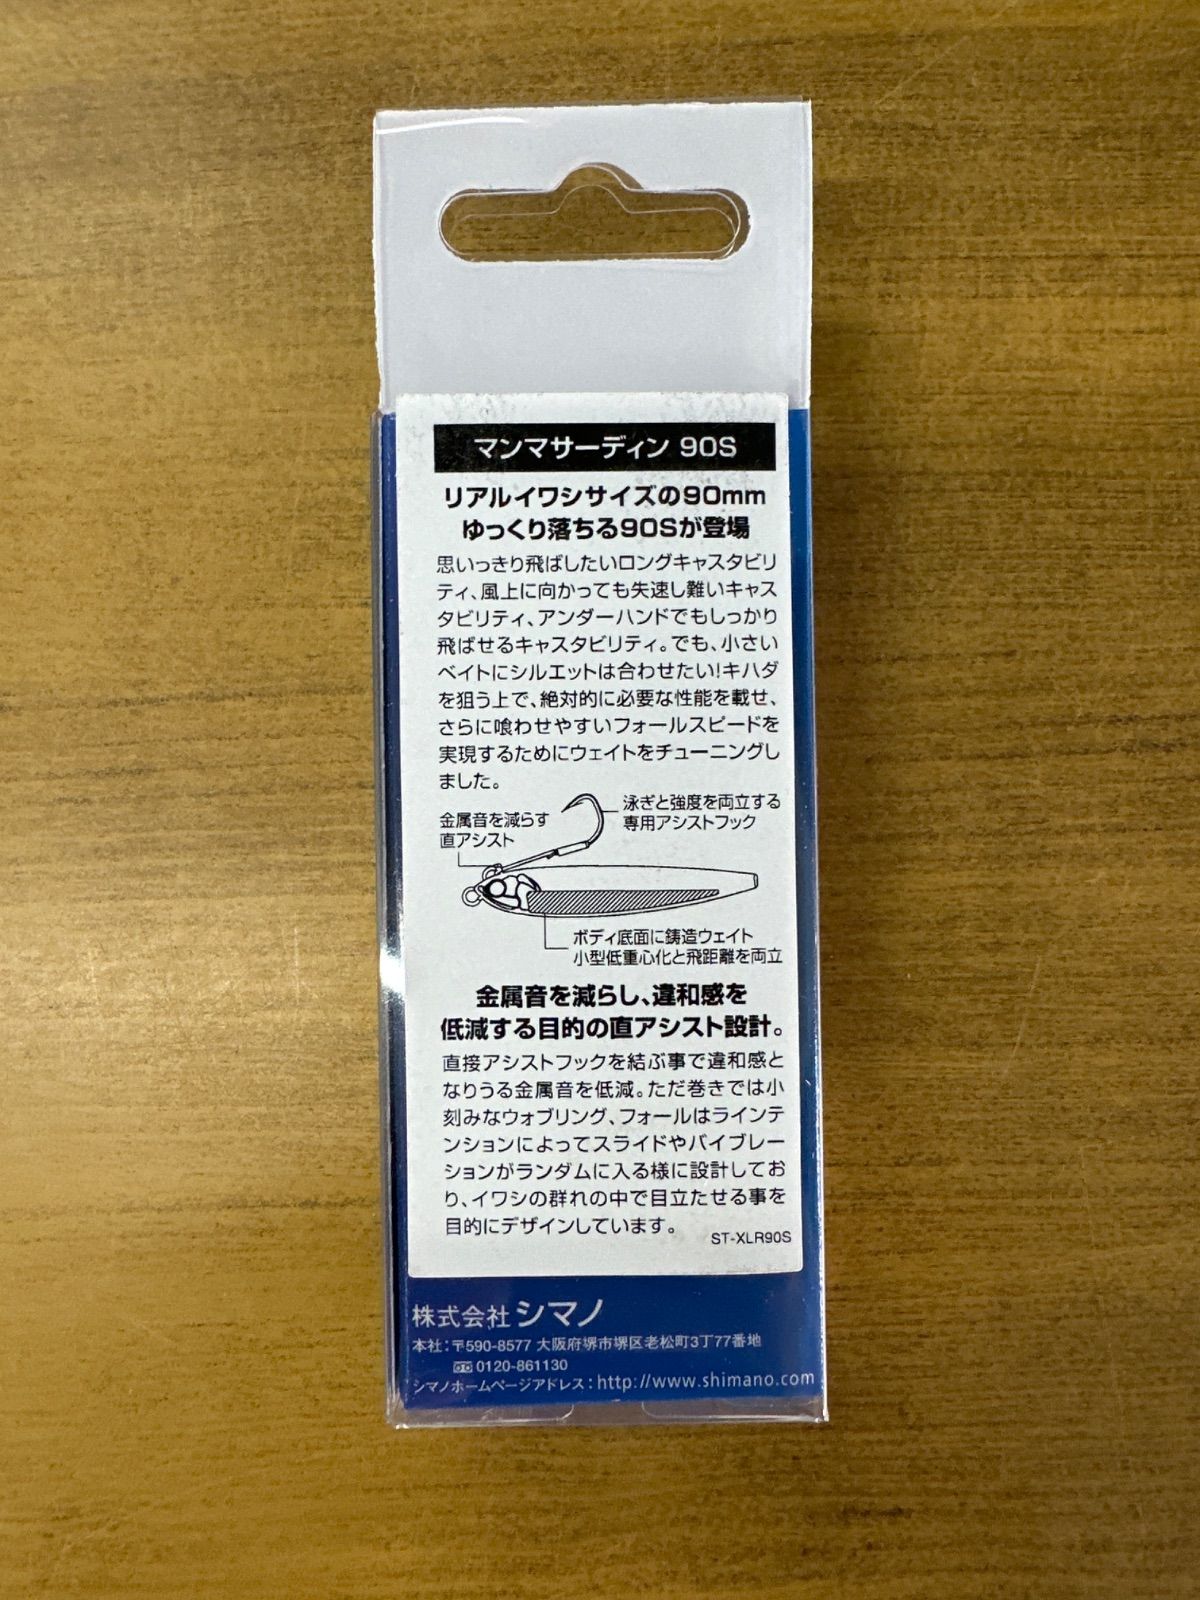 マンマサーディン 90S
リアルイワシサイズの90mm
ゆっくり落ちる90Sが登場
思いっきり飛ばしたいロングキャスタビリ
ティ、風上に向かっても失速し難いキャス
タビリティ、アンダーハンドでもしっかり
飛ばせるキャスタビリティ。でも、小さい
ベイトにシルエットは合わせたい!キハダ
を狙う上で、絶対的に必要な性能を載せ、
さらに喰わせやすいフォールスピードを
実現するためにウェイトをチューニングし
ました。
泳ぎと強度を両立する
専用アシストフック
金属音を減らす
直アシスト
ボディ底面に鋳造ウェイト
小型低重心化と飛距離を両立
金属音を減らし、違和感を
低減する目的の直アシスト設計。
直接アシストフックを結ぶ事で違和感と
なりうる金属音を低減。ただ巻きでは小
刻みなウォブリング、フォールはラインテ
ンションによってスライドやバイブレー
ションがランダムに入る様に設計してお
り、イワシの群れの中で目立たせる事を
目的にデザインしています。
ST-XLR90S
株式会社 シマノ
本社:〒590-8577 大阪府堺市堺区老松町3丁77番地
0120-861130
シマノホームページアドレス:http://www.shimano.com